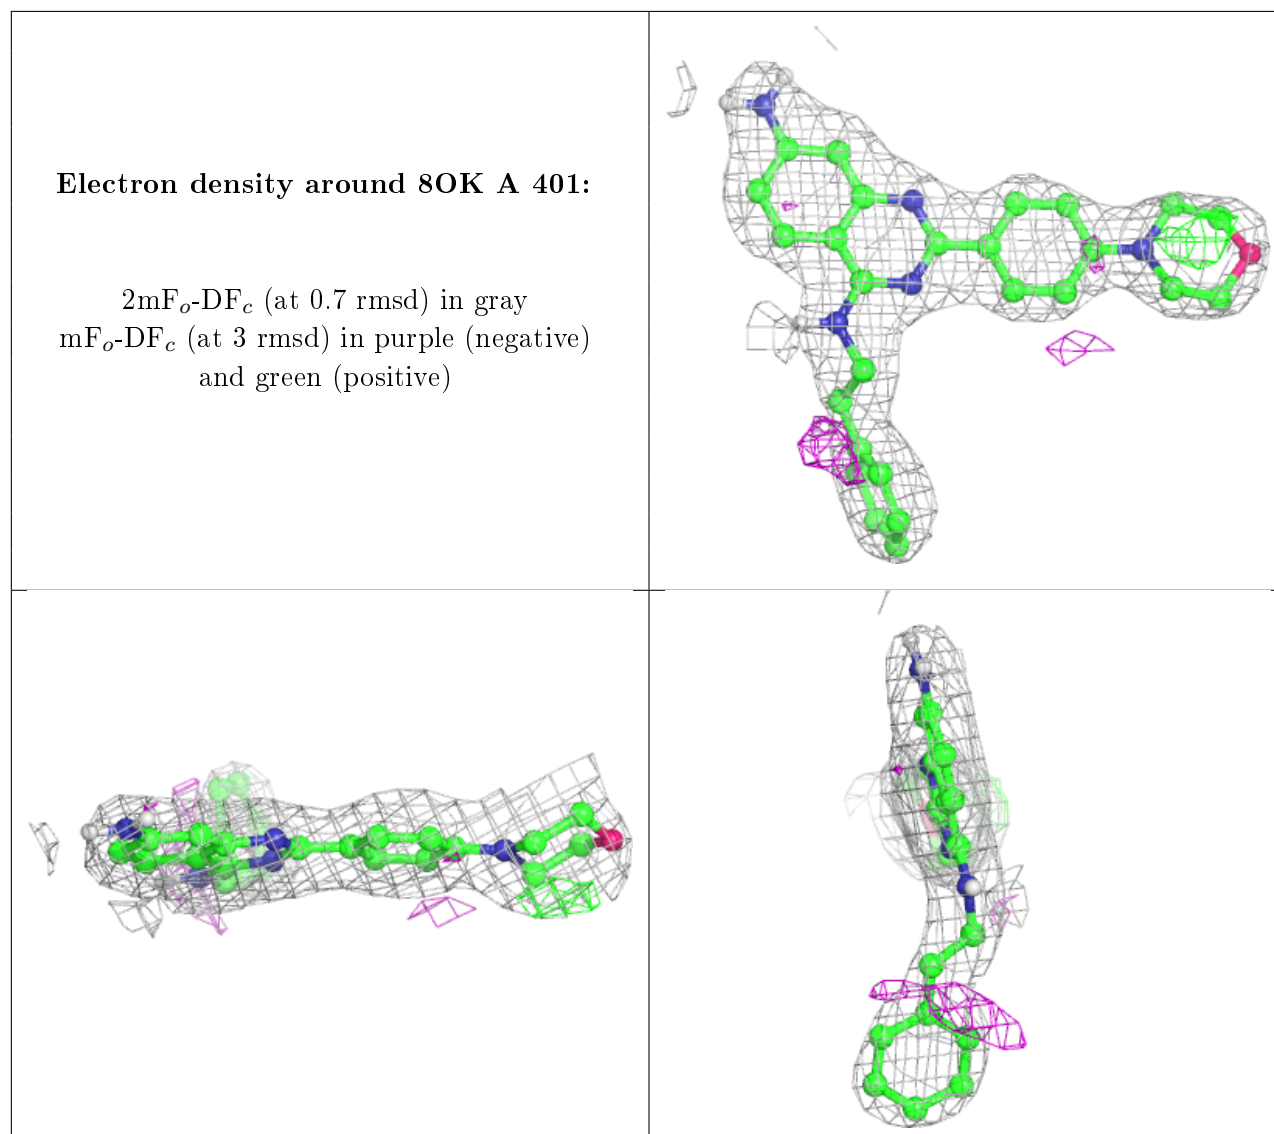 Electron density around 8OK A 401:
2mFo-DFc (at 0.7 rmsd) in gray
mFo-DFc (at 3 rmsd) in purple (negative)
and green (positive)